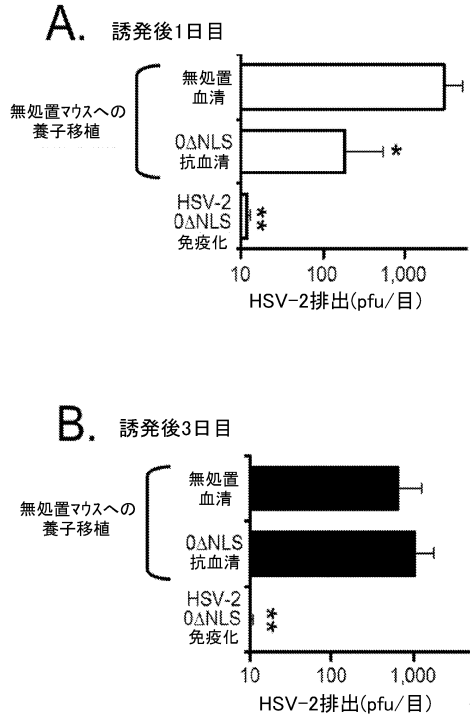 A. 誘発後1日目
無処置マウスへの
養子移植
無処置
血清
0ΔNLS
抗血清
*
HSV-2
0ΔNLS
免疫化
**
10 100 1,000
HSV-2排出(pfu/目)
B. 誘発後3日目
無処置マウスへの
養子移植
無処置
血清
0ΔNLS
抗血清
HSV-2
0ΔNLS
免疫化
**
10 100 1,000
HSV-2排出(pfu/目)